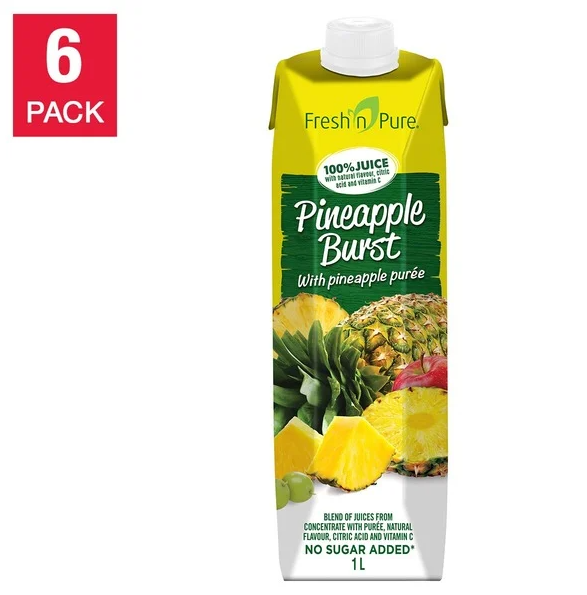 6
PACK
Fresh'n Pure.
100% JUICE
with natural flavour, citric
acid and vitamin C
Pineapple
Burst
With pineapple purée
BLEND OF JUICES FROM
CONCENTRATE WITH PURÉE, NATURAL
FLAVOUR, CITRIC ACID AND VITAMIN C
NO SUGAR ADDED*
1 L